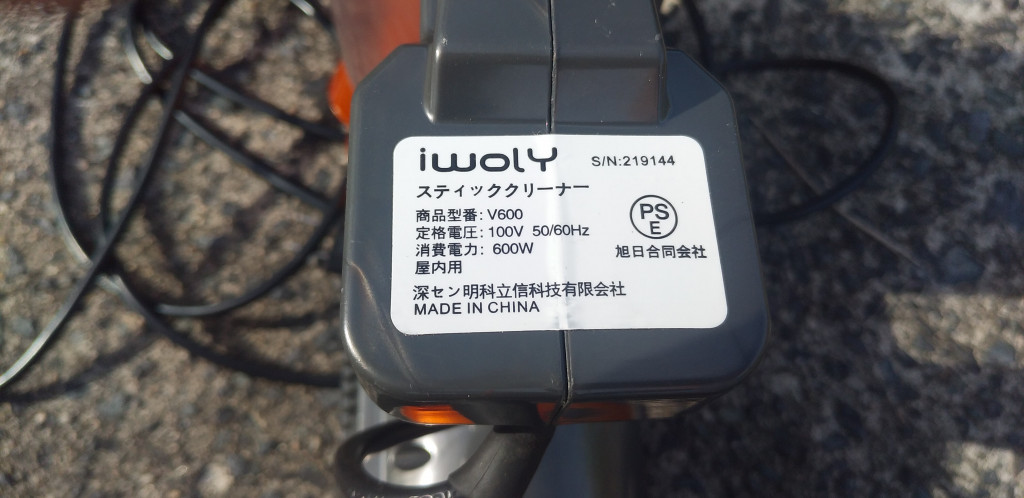 iwolY
S/N:219144
スティッククリーナー
商品型番: V600
定格電圧: 100V 50/60Hz
消費電力: 600W
屋内用
PS
E
旭日合同会社
深セン明科立信科技有限会社
MADE IN CHINA